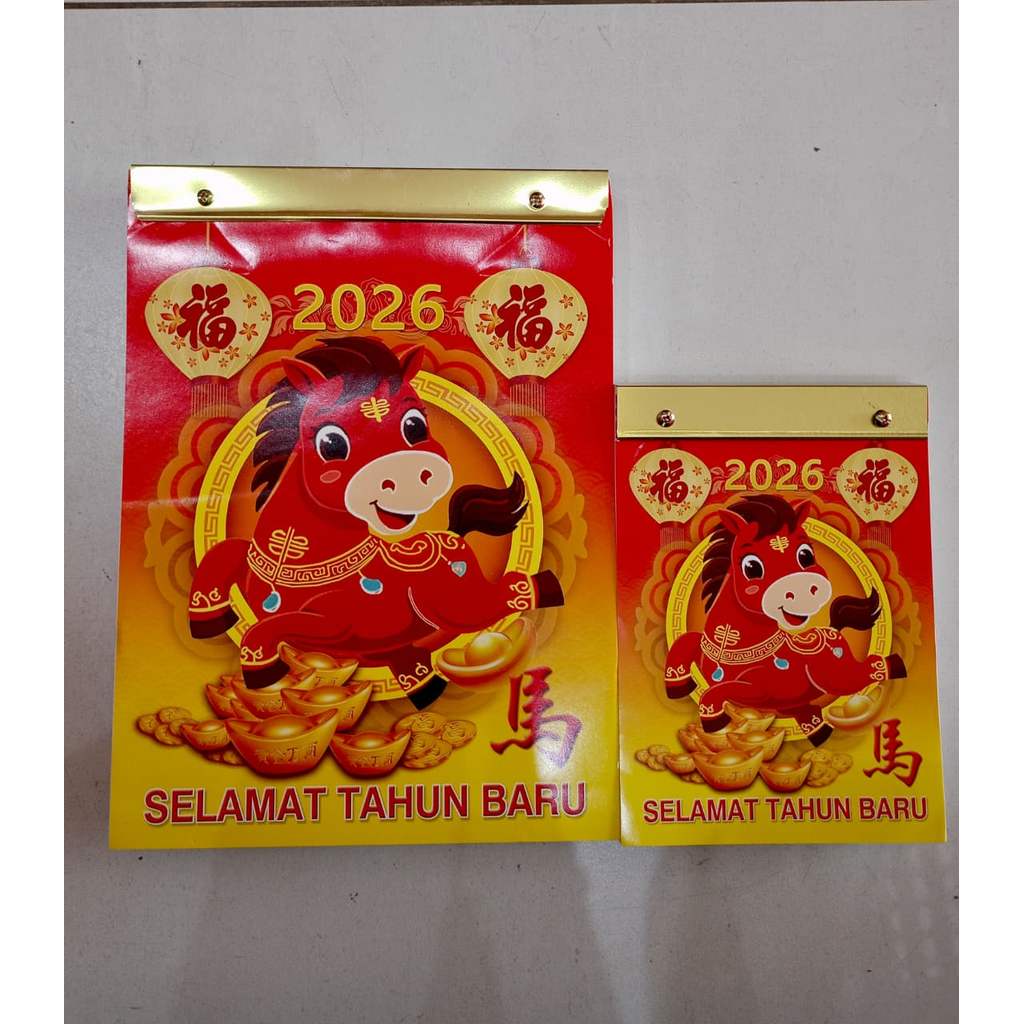 福 2026 福
馬
SELAMAT TAHUN BARU
福 2026 福
馬
SELAMAT TAHUN BARU